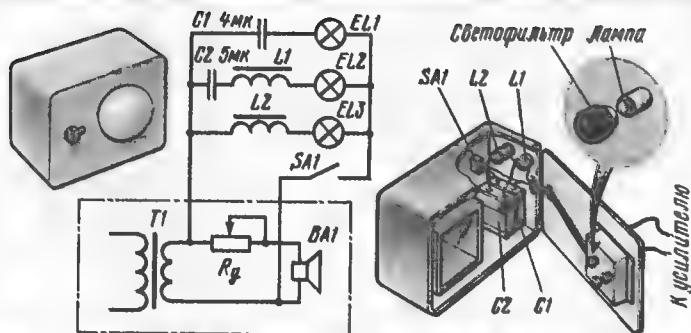 C1 4мк
EL1
C2 5мк
L1
EL2
L2
EL3
SA1
T1
Rg
BA1
Светофильтр
Лампа
SA1
L2
L1
C2
C1
К усилителю